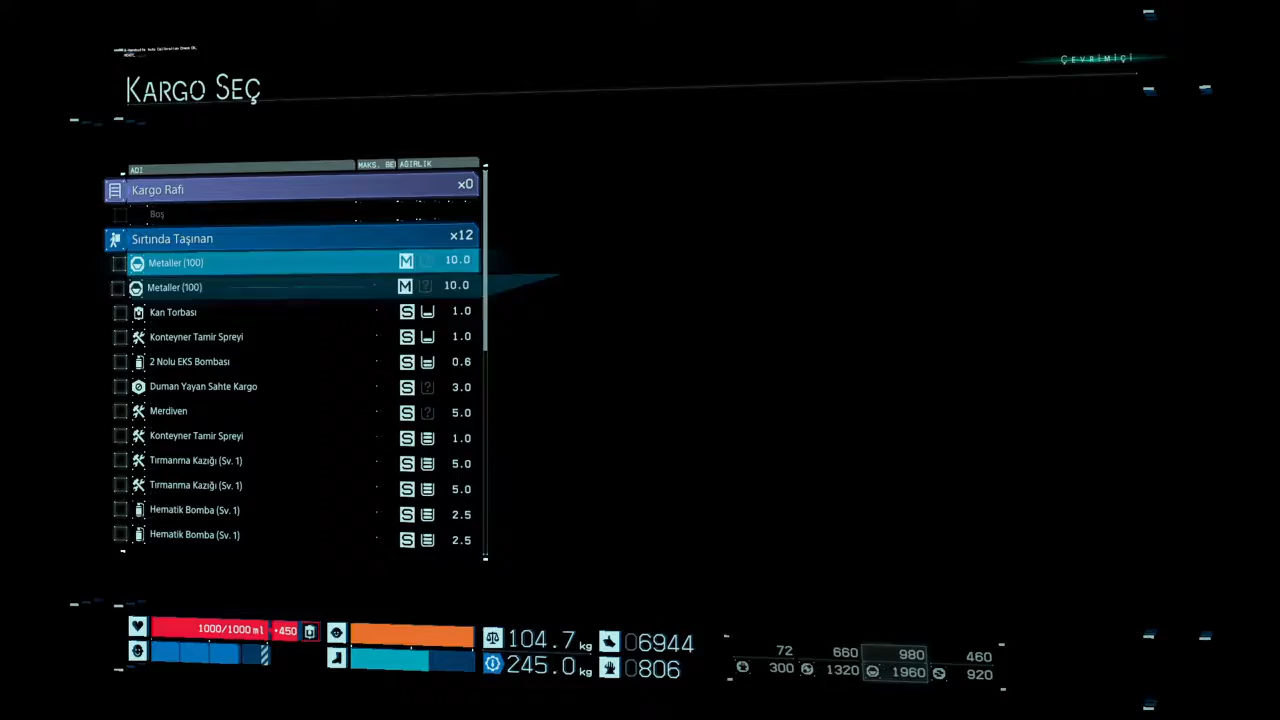 ÇEVRİMİÇİ
KARGO SEÇ
ADI MAKS. BE AĞIRLIK
Kargo Rafı x0
Boş
Sırtında Taşınan x12
Metaller (100) M 10.0
Metaller (100) M 10.0
Kan Torbası S 1.0
Konteyner Tamir Spreyi S 1.0
2 Nolu EKS Bombası S 0.6
Duman Yayan Sahte Kargo S 3.0
Merdiven S 5.0
Konteyner Tamir Spreyi S 1.0
Tırmanma Kazığı (Sv. 1) S 5.0
Tırmanma Kazığı (Sv. 1) S 5.0
Hematik Bomba (Sv. 1) S 2.5
Hematik Bomba (Sv. 1) S 2.5
1000/1000 ml +450
104.7 kg 06944
245.0 kg 0806
72 660 980 460
300 1320 1960 920